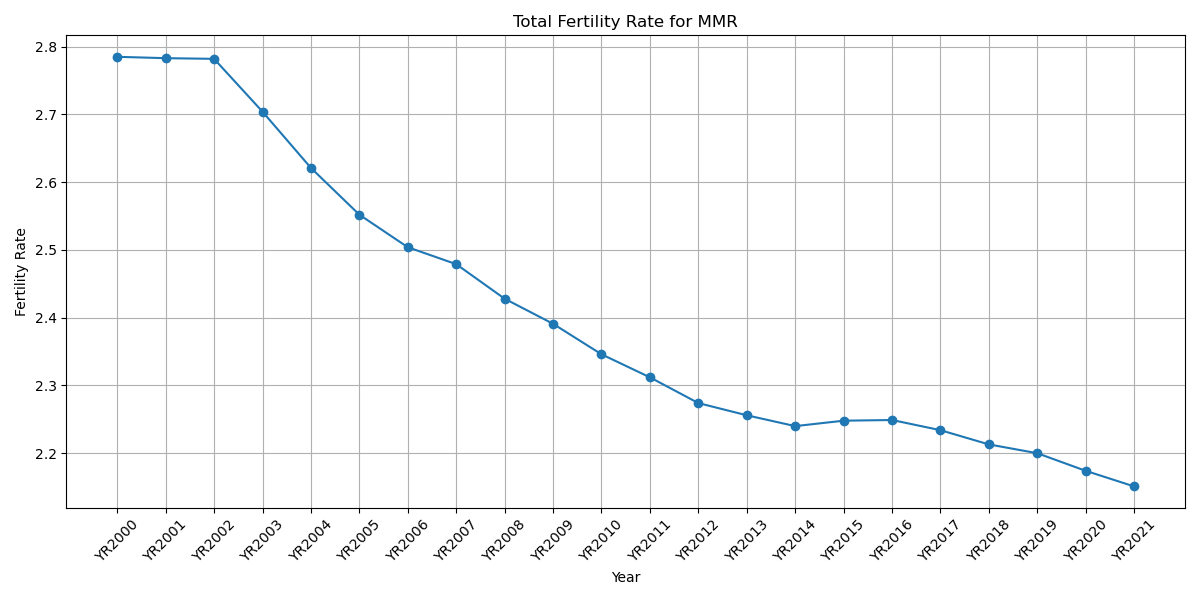 Total Fertility Rate for MMR
Fertility Rate
2.8
2.7
2.6
2.5
2.4
2.3
2.2
YR2000
YR2001
YR2002
YR2003
YR2004
YR2005
YR2006
YR2007
YR2008
YR2009
YR2010
YR2011
YR2012
YR2013
YR2014
YR2015
YR2016
YR2017
YR2018
YR2019
YR2020
YR2021
Year